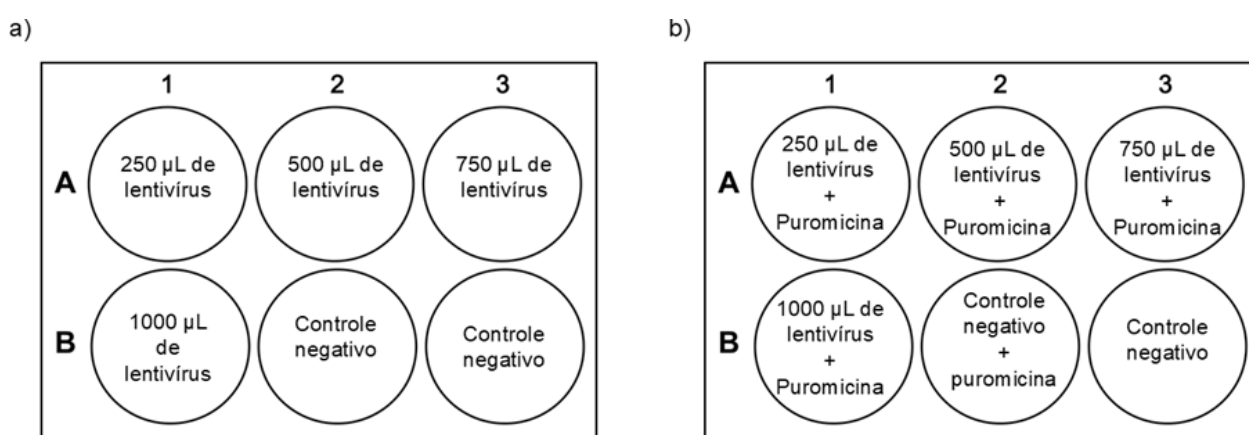 a)
1 2 3
A
250 µL de
lentivírus
500 µL de
lentivírus
750 µL de
lentivírus
B
1000 µL
de
lentivírus
Controle
negativo
Controle
negativo
b)
1 2 3
A
250 µL de
lentivírus
+
Puromicina
500 µL de
lentivírus
+
Puromicina
750 µL de
lentivírus
+
Puromicina
B
1000 µL de
lentivírus
+
Puromicina
Controle
negativo
+
puromicina
Controle
negativo